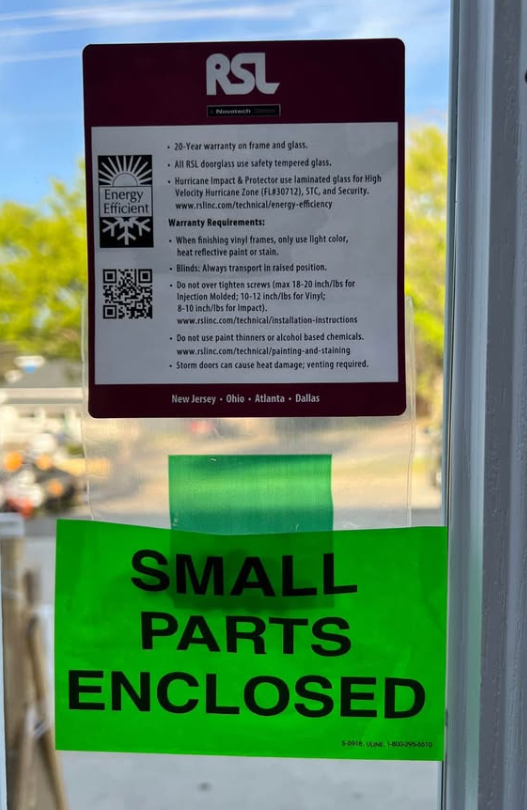 RSL
Novatech
• 20-Year warranty on frame and glass.
• All RSL doorglass use safety tempered glass.
• Hurricane Impact & Protector use laminated glass for High
Velocity Hurricane Zone (FL#30712), STC, and Security.
www.rslinc.com/technical/energy-efficiency
Energy
Efficient
Warranty Requirements:
• When finishing vinyl frames, only use light color,
heat reflective paint or stain.
• Blinds: Always transport in raised position.
• Do not over tighten screws (max 18-20 inch/lbs for
Injection Molded; 10-12 inch/lbs for Vinyl;
8-10 inch/lbs for Impact).
www.rslinc.com/technical/installation-instructions
• Do not use paint thinners or alcohol based chemicals.
www.rslinc.com/technical/painting-and-staining
• Storm doors can cause heat damage; venting required.
New Jersey • Ohio • Atlanta • Dallas
SMALL
PARTS
ENCLOSED
ULINE, 1-800-295-5510